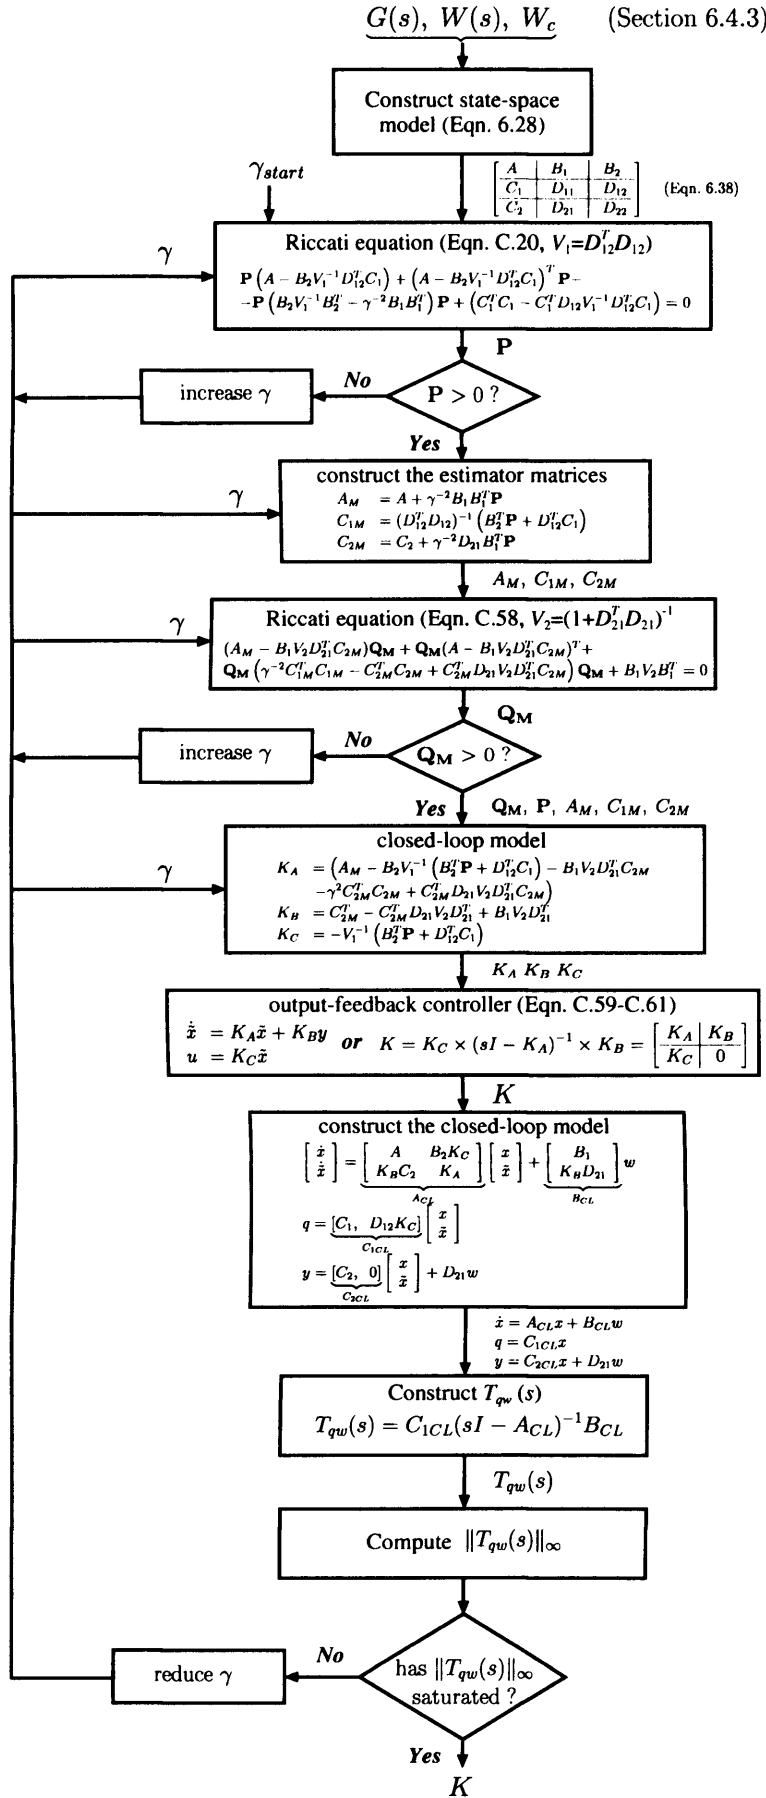 G(s), W(s), W_c (Section 6.4.3)
Construct state-space
model (Eqn. 6.28)
γ_start
[ A | B_1 | B_2
C_1 | D_11 | D_12 (Eqn. 6.38)
C_2 | D_21 | D_22 ]
Riccati equation (Eqn. C.20, V_1=D_12^T D_12)
γ
P(A − B_2V_1^{-1}D_12^T C_1) + (A − B_2V_1^{-1}D_12^T C_1)^T P−
−P(B_2V_1^{-1}B_2^T − γ^{-2}B_1B_1^T)P + (C_1^T C_1 − C_1^T D_12V_1^{-1}D_12^T C_1) = 0
P
No
increase γ
P > 0 ?
Yes
construct the estimator matrices
γ
A_M = A + γ^{-2}B_1B_1^T P
C_1M = (D_12^T D_12)^{-1}(B_2^T P + D_12^T C_1)
C_2M = C_2 + γ^{-2}D_21B_1^T P
A_M, C_1M, C_2M
Riccati equation (Eqn. C.58, V_2=(1+D_21^T D_21)^{-1}
γ
(A_M − B_1V_2D_21^T C_2M)Q_M + Q_M(A − B_1V_2D_21^T C_2M)^T+
Q_M(γ^{-2}C_1M^T C_1M − C_2M^T C_2M + C_2M^T D_21V_2D_21^T C_2M)Q_M + B_1V_2B_1^T = 0
Q_M
No
increase γ
Q_M > 0 ?
Yes Q_M, P, A_M, C_1M, C_2M
closed-loop model
γ
K_A = (A_M − B_2V_1^{-1}(B_2^T P + D_12^T C_1) − B_1V_2D_21^T C_2M
−γ^2C_2M^T C_2M + C_2M^T D_21V_2D_21^T C_2M)
K_B = C_2M^T − C_2M^T D_21V_2D_21^T + B_1V_2D_21^T
K_C = −V_1^{-1}(B_2^T P + D_12^T C_1)
K_A K_B K_C
output-feedback controller (Eqn. C.59-C.61)
x̃̇ = K_A x̃ + K_B y
u = K_C x̃
or K = K_C × (sI − K_A)^{-1} × K_B = [ K_A | K_B
K_C | 0 ]
K
construct the closed-loop model
[ẋ; x̃̇] = [A B_2K_C; K_BC_2 K_A] [x; x̃] + [B_1; K_BD_21] w
A_CL B_CL
q = [C_1, D_12K_C] [x; x̃]
C_1CL
y = [C_2, 0] [x; x̃] + D_21w
C_2CL
ẋ = A_CL x + B_CL w
q = C_1CL x
y = C_2CL x + D_21w
Construct T_qw (s)
T_qw(s) = C_1CL(sI − A_CL)^{-1}B_CL
T_qw(s)
Compute ‖T_qw(s)‖_∞
No
reduce γ
has ‖T_qw(s)‖_∞
saturated ?
Yes
K